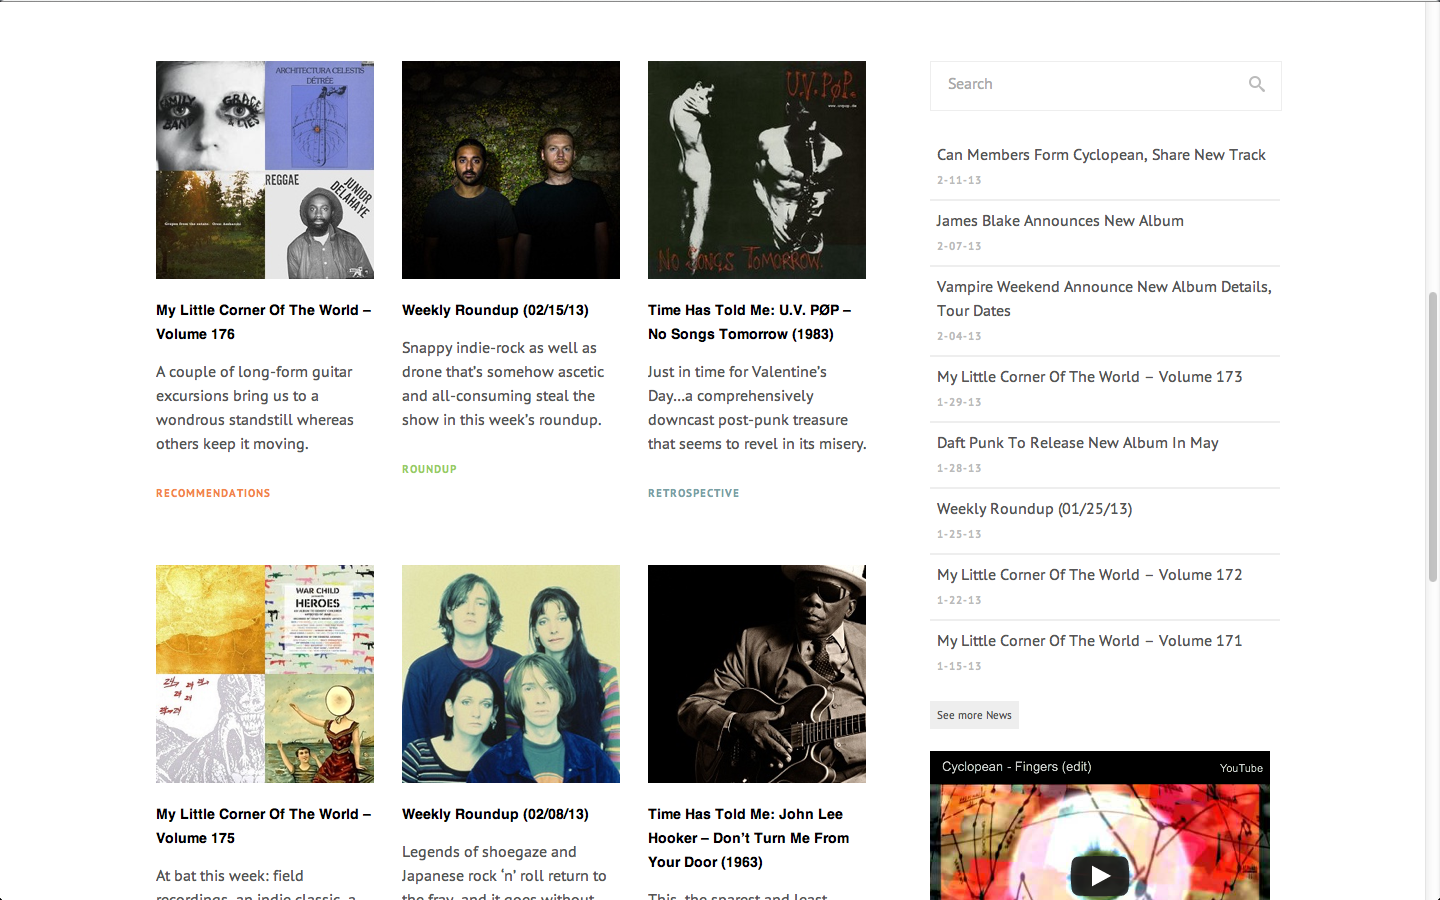 FAMILY BAND
GRACE & LIES
ARCHITECTURA CELESTIS
DÉTRÉE
REGGAE
JUNIOR
DELAHAYE
U.V. PØP.
NO SONGS TOMORROW.
My Little Corner Of The World –
Volume 176
A couple of long-form guitar
excursions bring us to a
wondrous standstill whereas
others keep it moving.
RECOMMENDATIONS
Weekly Roundup (02/15/13)
Snappy indie-rock as well as
drone that’s somehow ascetic
and all-consuming steal the
show in this week’s roundup.
ROUNDUP
Time Has Told Me: U.V. PØP –
No Songs Tomorrow (1983)
Just in time for Valentine’s
Day...a comprehensively
downcast post-punk treasure
that seems to revel in its misery.
RETROSPECTIVE
WAR CHILD
HEROES
My Little Corner Of The World –
Volume 175
At bat this week: field
recordings, an indie classic, a
Weekly Roundup (02/08/13)
Legends of shoegaze and
Japanese rock ‘n’ roll return to
the fray, and it goes without
Time Has Told Me: John Lee
Hooker – Don’t Turn Me From
Your Door (1963)
This, the sparest and least
Search
Can Members Form Cyclopean, Share New Track
2-11-13
James Blake Announces New Album
2-07-13
Vampire Weekend Announce New Album Details,
Tour Dates
2-04-13
My Little Corner Of The World – Volume 173
1-29-13
Daft Punk To Release New Album In May
1-28-13
Weekly Roundup (01/25/13)
1-25-13
My Little Corner Of The World – Volume 172
1-22-13
My Little Corner Of The World – Volume 171
1-15-13
See more News
Cyclopean - Fingers (edit)
YouTube